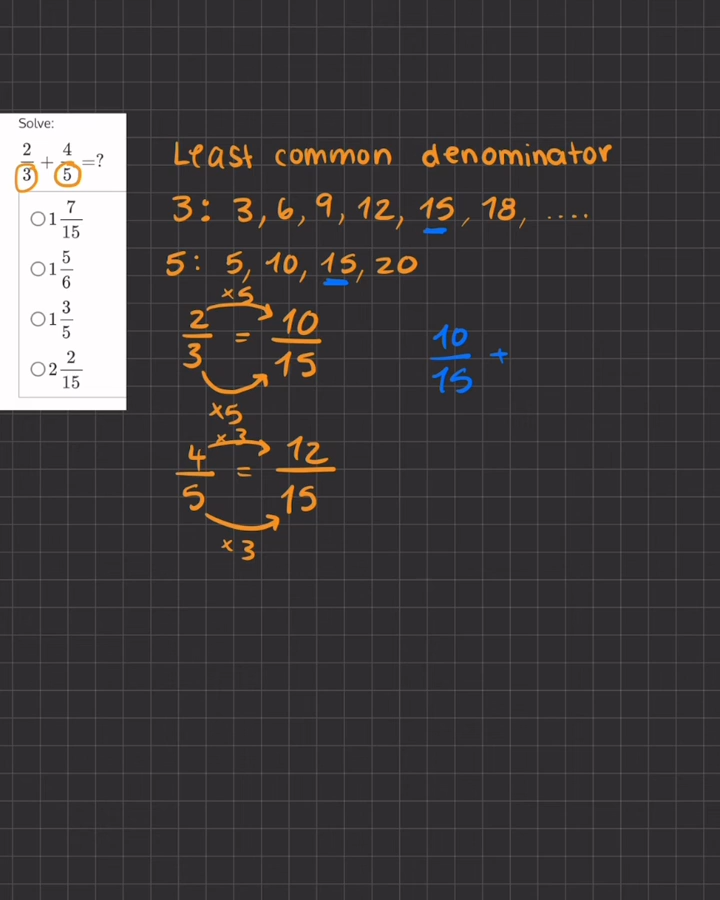 Solve:
2/3 + 4/5 =?
1 7/15
1 5/6
1 3/5
2 2/15
Least common denominator
3: 3, 6, 9, 12, 15, 18, ....
5: 5, 10, 15, 20
×5
2/3 = 10/15
×5
×3
4/5 = 12/15
×3
10/15 +